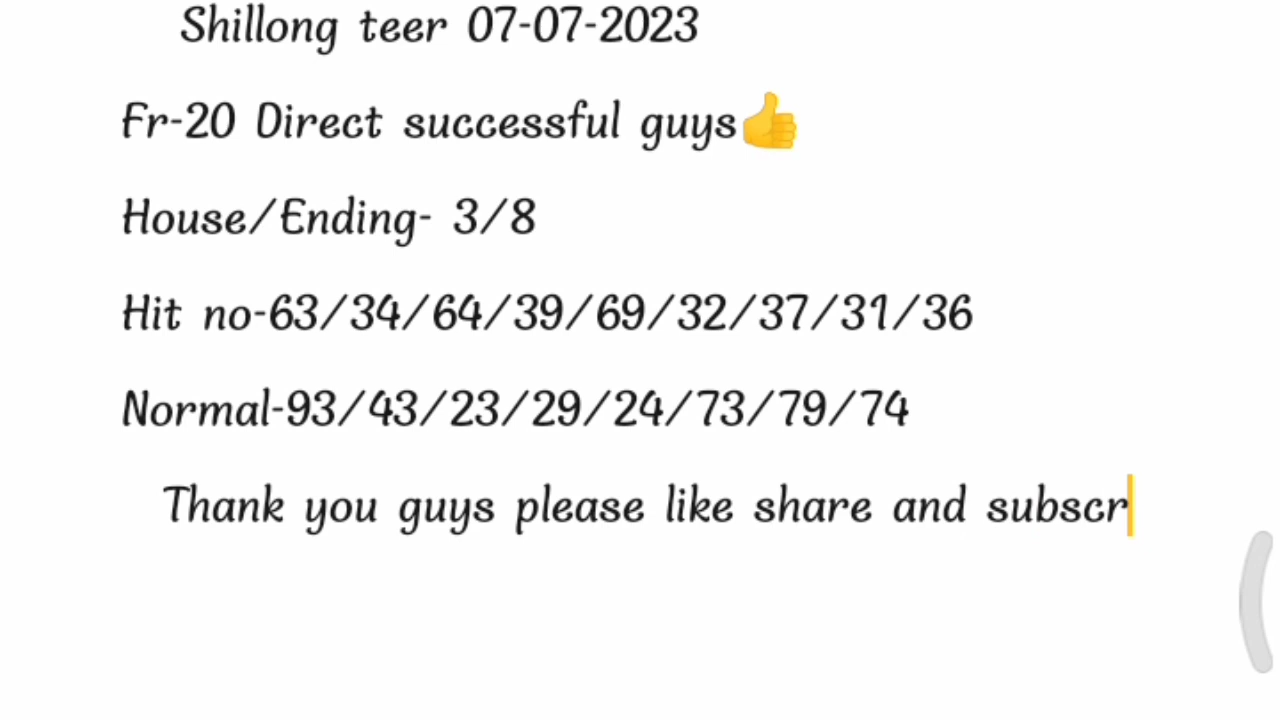 Shillong teer 07-07-2023
Fr-20 Direct successful guys👍
House/Ending- 3/8
Hit no-63/34/64/39/69/32/37/31/36
Normal-93/43/23/29/24/73/79/74
Thank you guys please like share and subscr